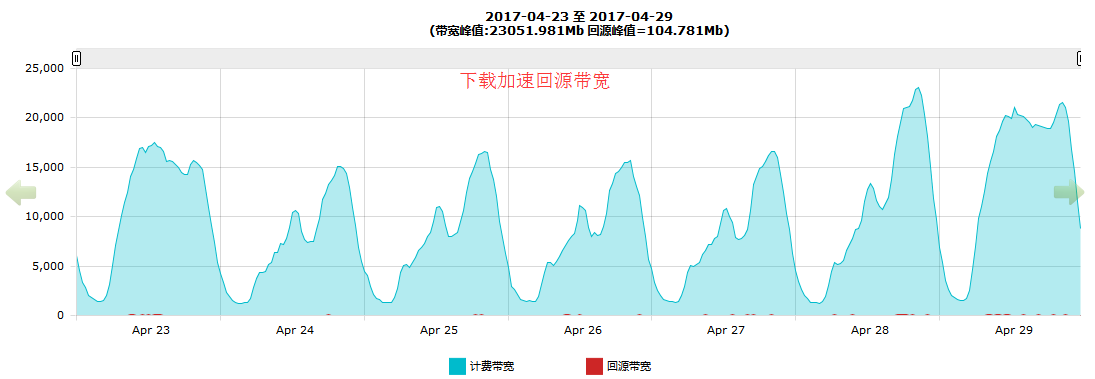 2017-04-23 至 2017-04-29
(带宽峰值:23051.981Mb 回源峰值=104.781Mb)
下载加速回源带宽
25,000
20,000
15,000
10,000
5,000
0
Apr 23 Apr 24 Apr 25 Apr 26 Apr 27 Apr 28 Apr 29
计费带宽 回源带宽